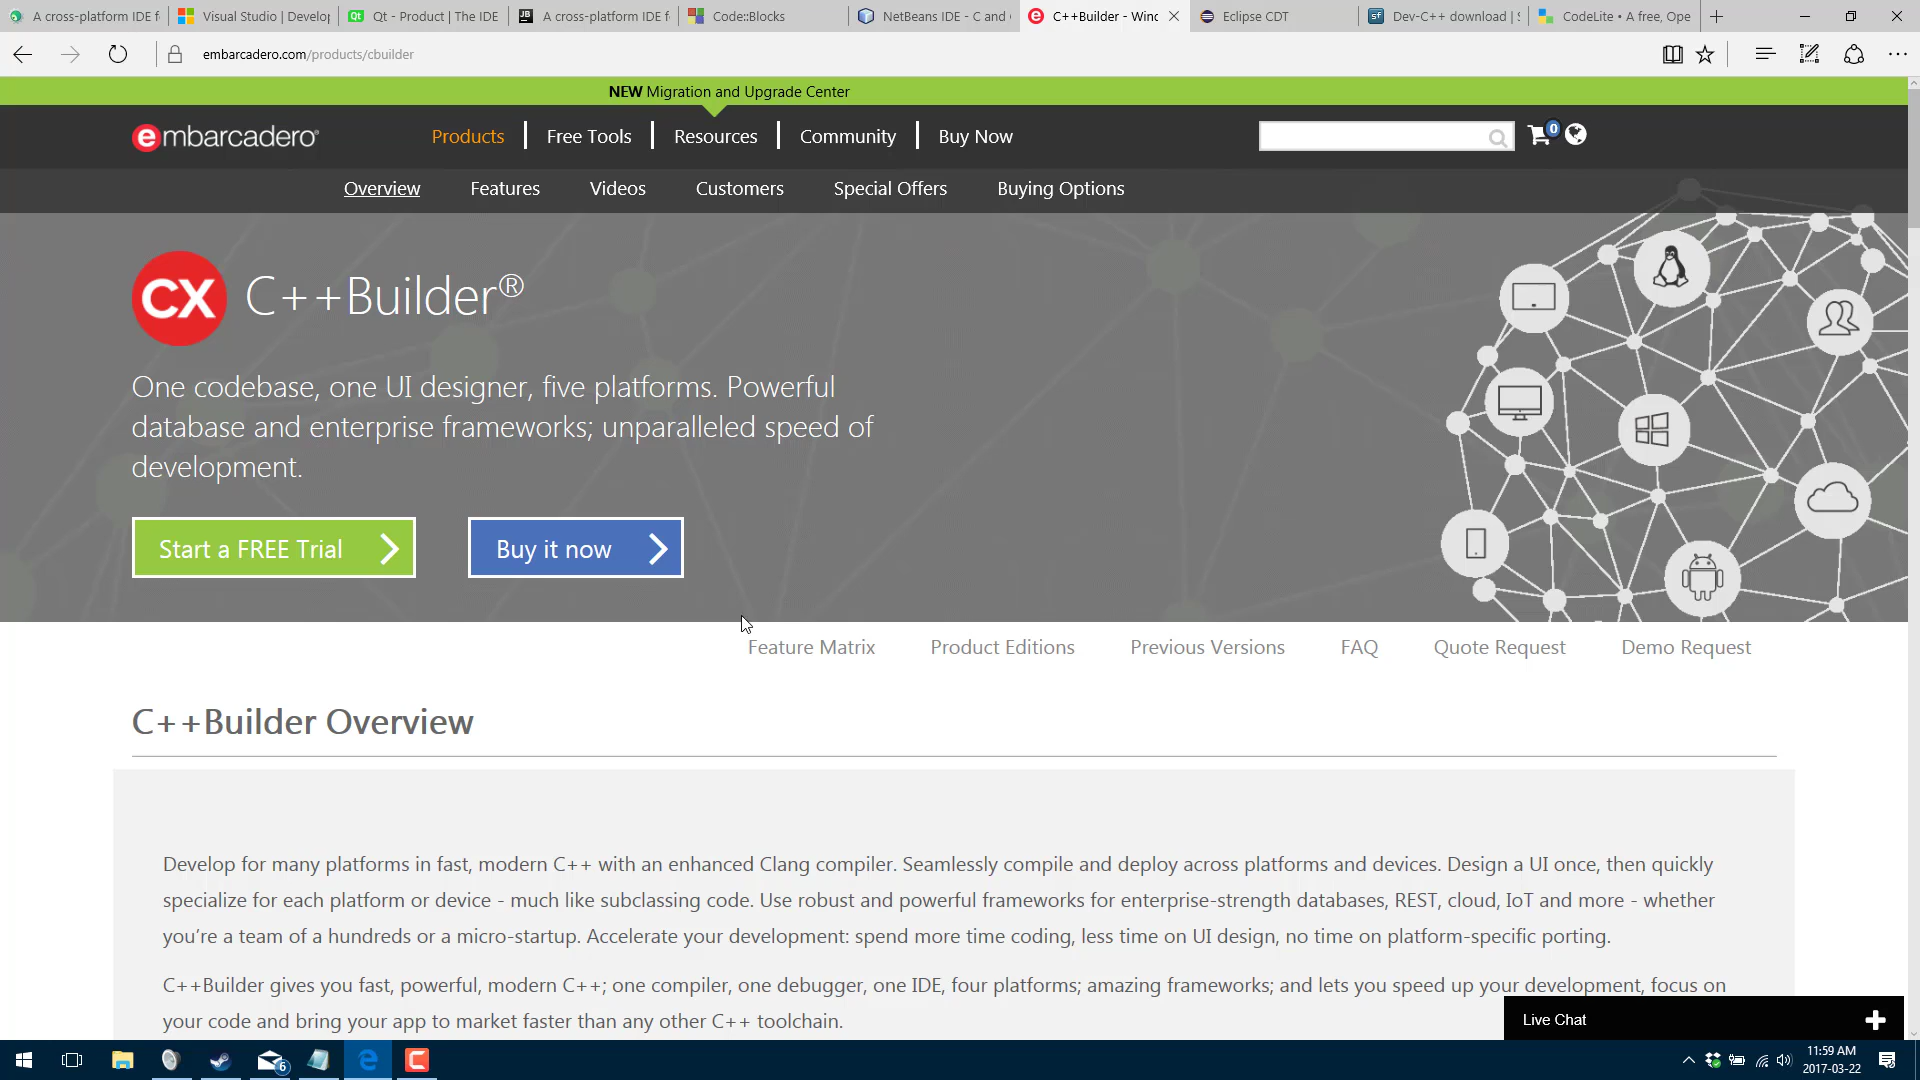 A cross-platform IDE f
Visual Studio | Develop
Qt - Product | The IDE
A cross-platform IDE f
Code::Blocks
NetBeans IDE - C and
C++Builder - Winc
Eclipse CDT
Dev-C++ download | S
CodeLite • A free, Ope
embarcadero.com/products/cbuilder
NEW Migration and Upgrade Center
embarcadero®
Products
Free Tools
Resources
Community
Buy Now
0
Overview
Features
Videos
Customers
Special Offers
Buying Options
CX
C++Builder®
One codebase, one UI designer, five platforms. Powerful
database and enterprise frameworks; unparalleled speed of
development.
Start a FREE Trial
Buy it now
Feature Matrix
Product Editions
Previous Versions
FAQ
Quote Request
Demo Request
C++Builder Overview
Develop for many platforms in fast, modern C++ with an enhanced Clang compiler. Seamlessly compile and deploy across platforms and devices. Design a UI once, then quickly
specialize for each platform or device - much like subclassing code. Use robust and powerful frameworks for enterprise-strength databases, REST, cloud, IoT and more - whether
you’re a team of a hundreds or a micro-startup. Accelerate your development: spend more time coding, less time on UI design, no time on platform-specific porting.
C++Builder gives you fast, powerful, modern C++; one compiler, one debugger, one IDE, four platforms; amazing frameworks; and lets you speed up your development, focus on
your code and bring your app to market faster than any other C++ toolchain.
Live Chat
6
11:59 AM
2017-03-22